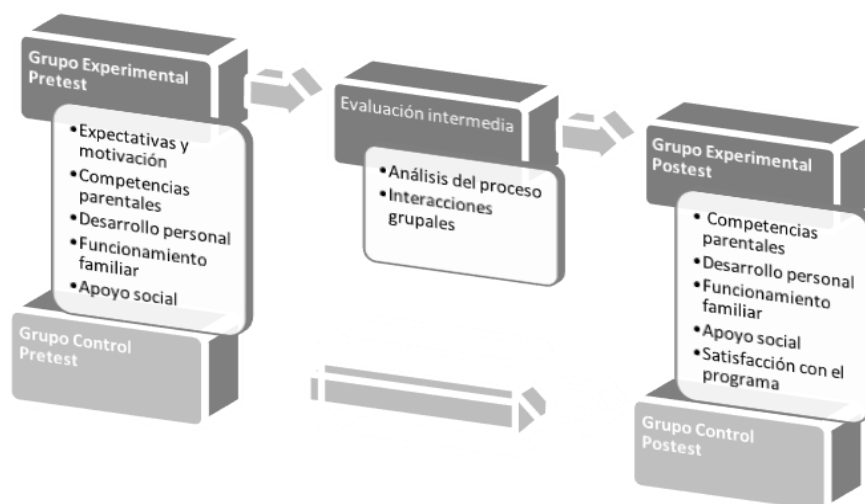 Grupo Experimental
Pretest
•Expectativas y
motivación
•Competencias
parentales
•Desarrollo personal
•Funcionamiento
familiar
•Apoyo social
Grupo Control
Pretest
Evaluación intermedia
•Análisis del proceso
•Interacciones
grupales
Grupo Experimental
Postest
•Competencias
parentales
•Desarrollo personal
•Funcionamiento
familiar
•Apoyo social
•Satisfacción con el
programa
Grupo Control
Postest